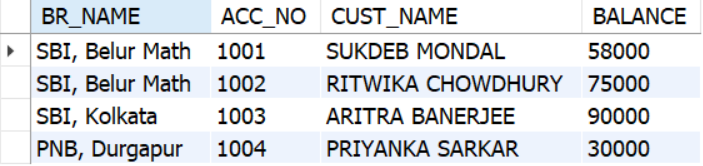 BR_NAME ACC_NO CUST_NAME BALANCE
SBI, Belur Math 1001 SUKDEB MONDAL 58000
SBI, Belur Math 1002 RITWIKA CHOWDHURY 75000
SBI, Kolkata 1003 ARITRA BANERJEE 90000
PNB, Durgapur 1004 PRIYANKA SARKAR 30000